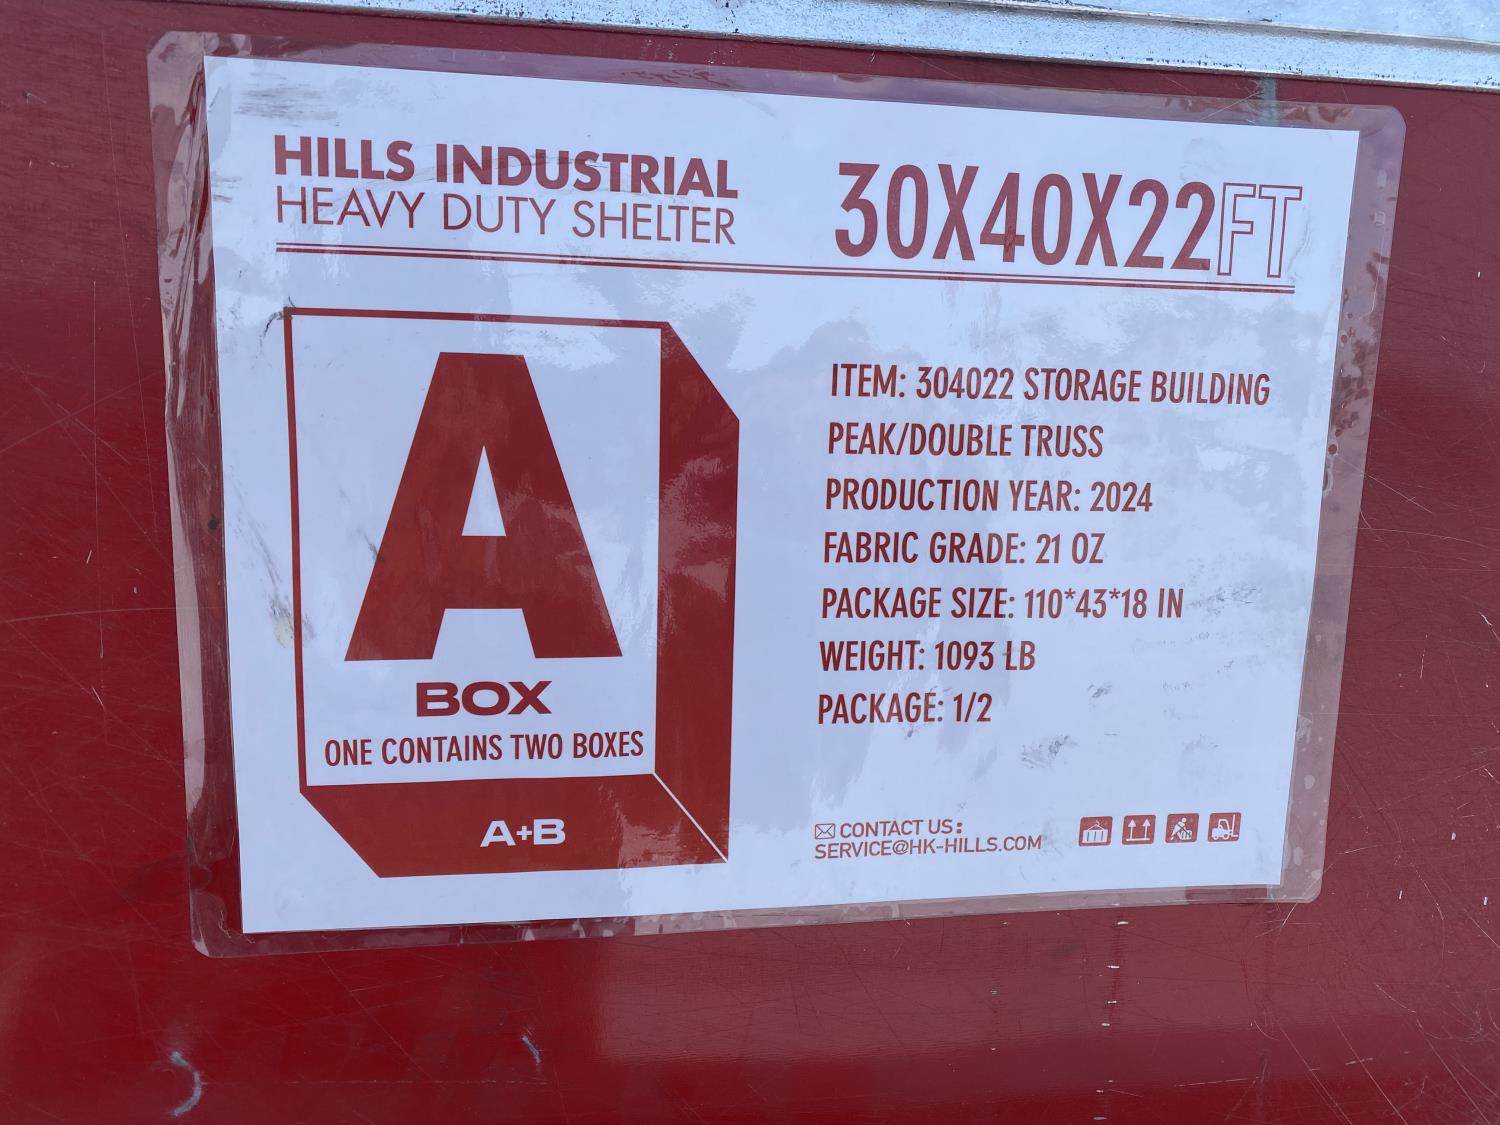 HILLS INDUSTRIAL
HEAVY DUTY SHELTER
30X40X22FT
A
BOX
ONE CONTAINS TWO BOXES
A+B
ITEM: 304022 STORAGE BUILDING
PEAK/DOUBLE TRUSS
PRODUCTION YEAR: 2024
FABRIC GRADE: 21 OZ
PACKAGE SIZE: 110*43*18 IN
WEIGHT: 1093 LB
PACKAGE: 1/2
CONTACT US:
SERVICE@HK-HILLS.COM